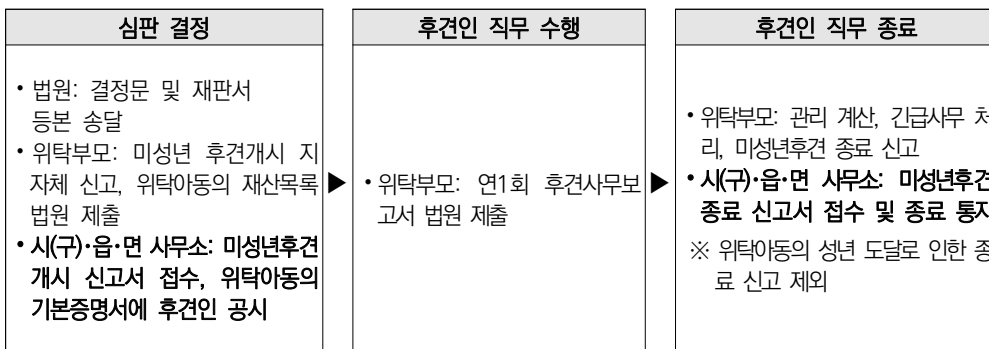 심판 결정
• 법원: 결정문 및 재판서
등본 송달
• 위탁부모: 미성년 후견개시 지
자체 신고, 위탁아동의 재산목록
법원 제출
• 시(구)·읍·면 사무소: 미성년후견
개시 신고서 접수, 위탁아동의
기본증명서에 후견인 공시
▶
후견인 직무 수행
• 위탁부모: 연1회 후견사무보
고서 법원 제출
▶
후견인 직무 종료
• 위탁부모: 관리 계산, 긴급사무 처
리, 미성년후견 종료 신고
• 시(구)·읍·면 사무소: 미성년후견
종료 신고서 접수 및 종료 통지
※ 위탁아동의 성년 도달로 인한 종
료 신고 제외